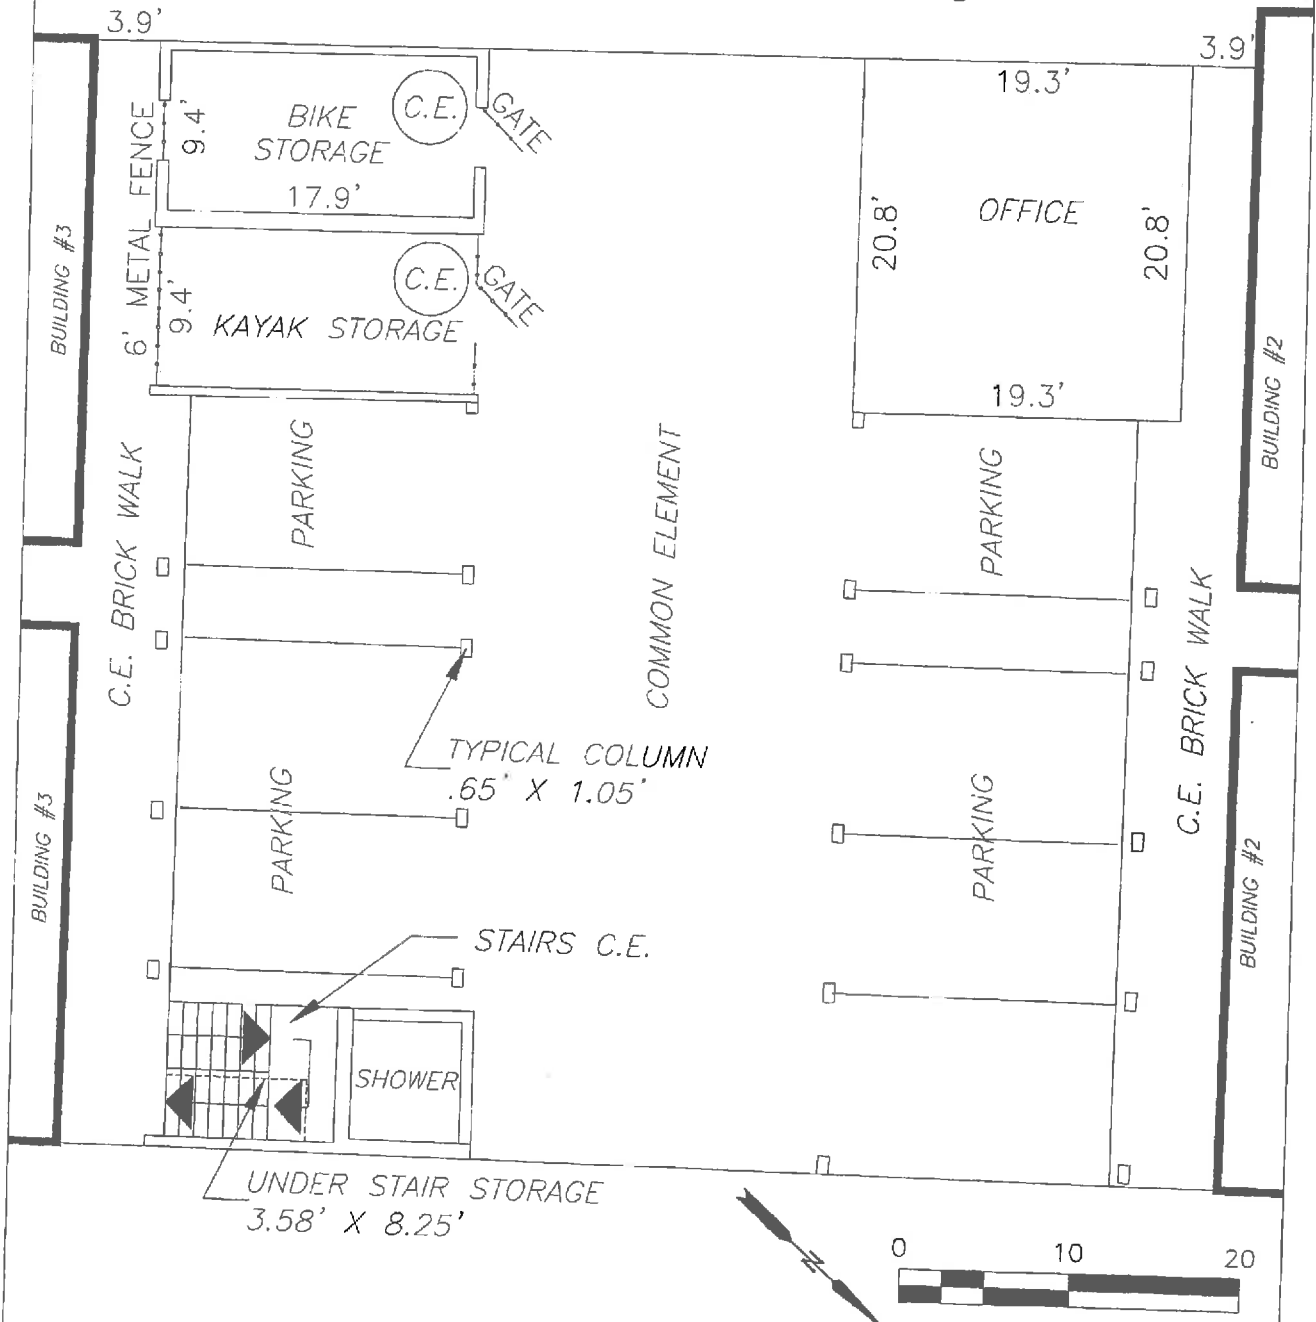 3.9'
3.9'
19.3'
C.E.
GATE
BIKE
STORAGE
9.4'
17.9'
6' METAL FENCE
OFFICE
20.8'
20.8'
BUILDING #3
C.E.
GATE
9.4'
KAYAK STORAGE
19.3'
BUILDING #2
PARKING
COMMON ELEMENT
PARKING
C.E. BRICK WALK
C.E. BRICK WALK
TYPICAL COLUMN
.65' X 1.05'
PARKING
PARKING
BUILDING #3
BUILDING #2
STAIRS C.E.
SHOWER
UNDER STAIR STORAGE
3.58' X 8.25'
N
0 10 20